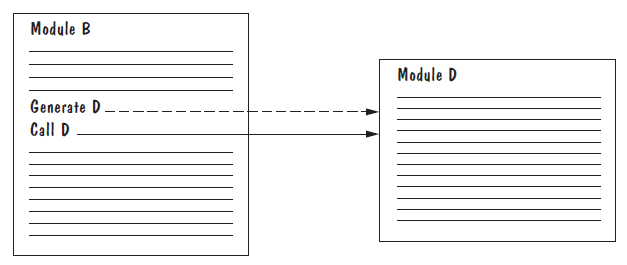 Module B
Generate D
Call D
Module D